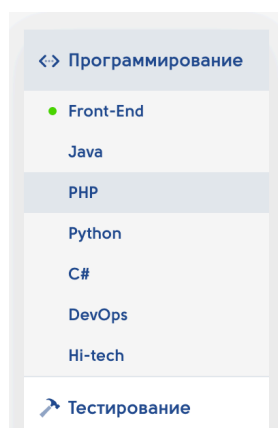 Программирование
Front-End
Java
PHP
Python
C#
DevOps
Hi-tech
Тестирование